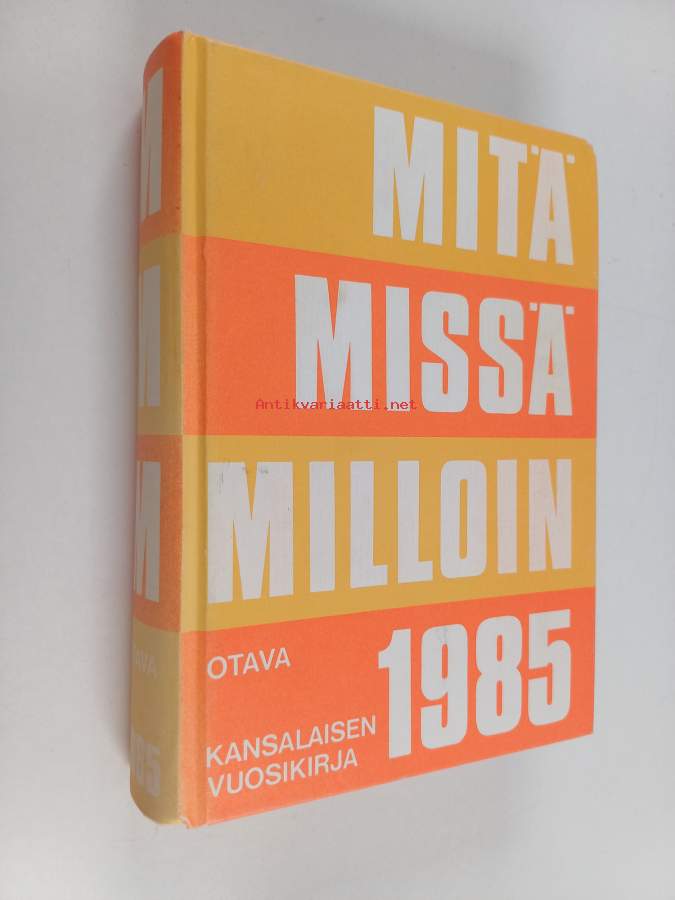 MITÄ
MISSÄ
MILLOIN
1985
OTAVA
KANSALAISEN
VUOSIKIRJA
Antikvariaatti.net
M
M
M